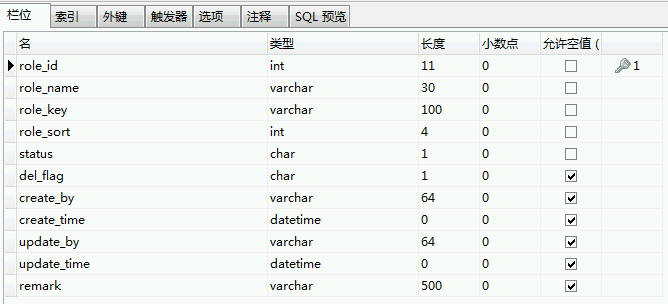 栏位 索引 外键 触发器 选项 注释 SQL 预览
名 类型 长度 小数点 允许空值 (
role_id int 11 0 1
role_name varchar 30 0
role_key varchar 100 0
role_sort int 4 0
status char 1 0
del_flag char 1 0
create_by varchar 64 0
create_time datetime 0 0
update_by varchar 64 0
update_time datetime 0 0
remark varchar 500 0